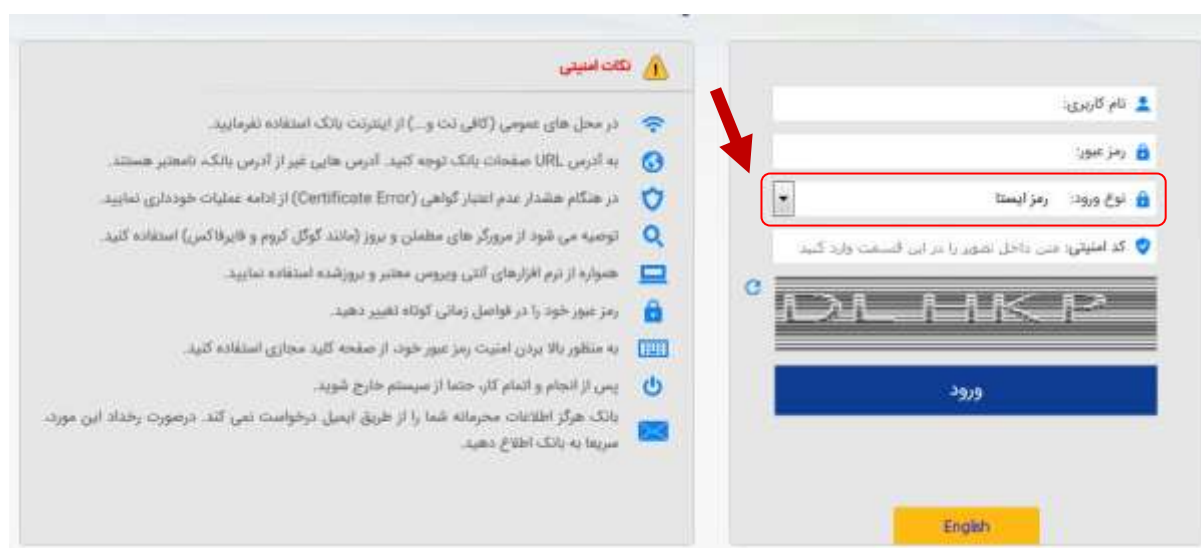 نام کاربری:
رمز عبور:
نوع ورود: رمز ایستا
کد امنیتی: متن داخل تصویر را در این قسمت وارد کنید
DLHKP
ورود
English
نکات امنیتی
در محل های عمومی (کافی نت و...) از اینترنت بانک استفاده نفرمایید.
به آدرس URL صفحات بانک توجه کنید. آدرس هایی غیر از آدرس بانک، نامعتبر هستند.
در هنگام هشدار عدم اعتبار گواهی (Certificate Error) از ادامه عملیات خودداری نمایید.
توصیه می شود از مرورگر های مطمئن و بروز (مانند گوگل کروم و فایرفاکس) استفاده کنید.
همواره از نرم افزارهای آنتی ویروس معتبر و بروزشده استفاده نمایید.
رمز عبور خود را در فواصل زمانی کوتاه تغییر دهید.
به منظور بالا بردن امنیت رمز عبور خود، از صفحه کلید مجازی استفاده کنید.
پس از انجام و اتمام کار، حتما از سیستم خارج شوید.
بانک هرگز اطلاعات محرمانه شما را از طریق ایمیل درخواست نمی کند. درصورت رخداد این مورد،
سریعا به بانک اطلاع دهید.